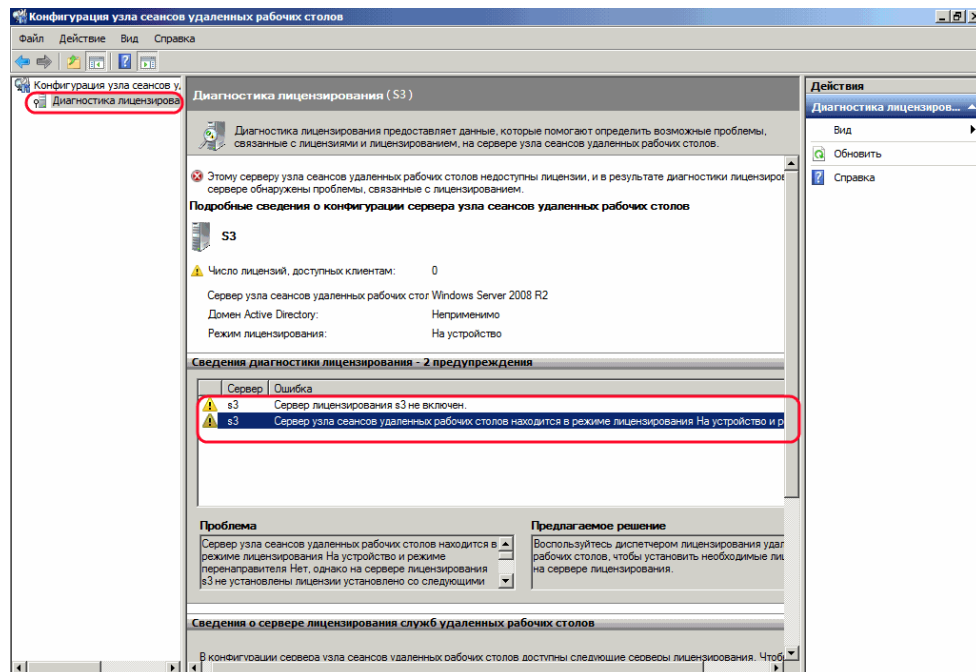 Конфигурация узла сеансов удаленных рабочих столов
Файл Действие Вид Справка
Конфигурация узла сеансов у,
Диагностика лицензирова
Диагностика лицензирования (S3)
Диагностика лицензирования предоставляет данные, которые помогают определить возможные проблемы,
связанные с лицензиями и лицензированием, на сервере узла сеансов удаленных рабочих столов.
Этому серверу узла сеансов удаленных рабочих столов недоступны лицензии, и в результате диагностики лицензиров
сервере обнаружены проблемы, связанные с лицензированием.
Подробные сведения о конфигурации сервера узла сеансов удаленных рабочих столов
S3
Число лицензий, доступных клиентам: 0
Сервер узла сеансов удаленных рабочих стол Windows Server 2008 R2
Домен Active Directory: Неприменимо
Режим лицензирования: На устройство
Сведения диагностики лицензирования - 2 предупреждения
Сервер Ошибка
s3 Сервер лицензирования s3 не включен.
s3 Сервер узла сеансов удаленных рабочих столов находится в режиме лицензирования На устройство и р
Проблема
Сервер узла сеансов удаленных рабочих столов находится в
режиме лицензирования На устройство и режиме
перенаправителя Нет, однако на сервере лицензирования
s3 не установлены лицензии установлено со следующими
Предлагаемое решение
Воспользуйтесь диспетчером лицензирования удал
рабочих столов, чтобы установить необходимые лиц
на сервере лицензирования.
Сведения о сервере лицензирования служб удаленных рабочих столов
В конфигурации сервера узла сеансов удаленных рабочих столов доступны следующие серверы лицензирования. Чтоб
Действия
Диагностика лицензиров...
Вид
Обновить
Справка